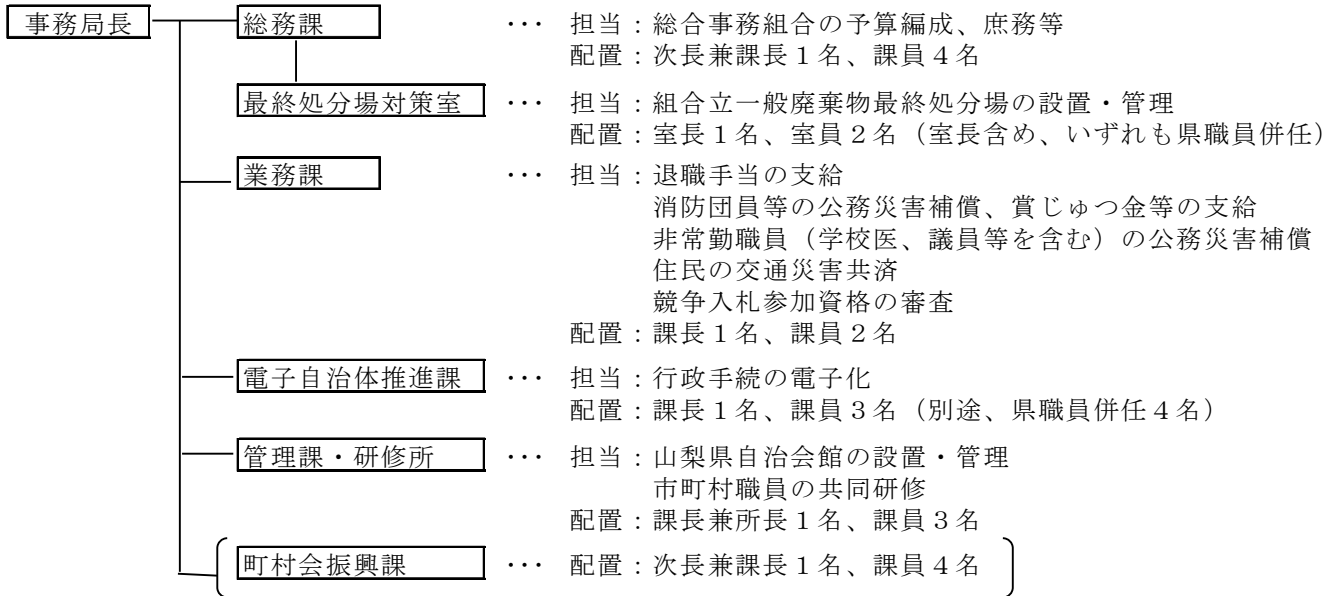 事務局長 総務課 ・・・ 担当：総合事務組合の予算編成、庶務等
配置：次長兼課長１名、課員４名
最終処分場対策室 ・・・ 担当：組合立一般廃棄物最終処分場の設置・管理
配置：室長１名、室員２名（室長含め、いずれも県職員併任）
業務課 ・・・ 担当：退職手当の支給
消防団員等の公務災害補償、賞じゅつ金等の支給
非常勤職員（学校医、議員等を含む）の公務災害補償
住民の交通災害共済
競争入札参加資格の審査
配置：課長１名、課員２名
電子自治体推進課 ・・・ 担当：行政手続の電子化
配置：課長１名、課員３名（別途、県職員併任４名）
管理課・研修所 ・・・ 担当：山梨県自治会館の設置・管理
市町村職員の共同研修
配置：課長兼所長１名、課員３名
町村会振興課 ・・・ 配置：次長兼課長１名、課員４名